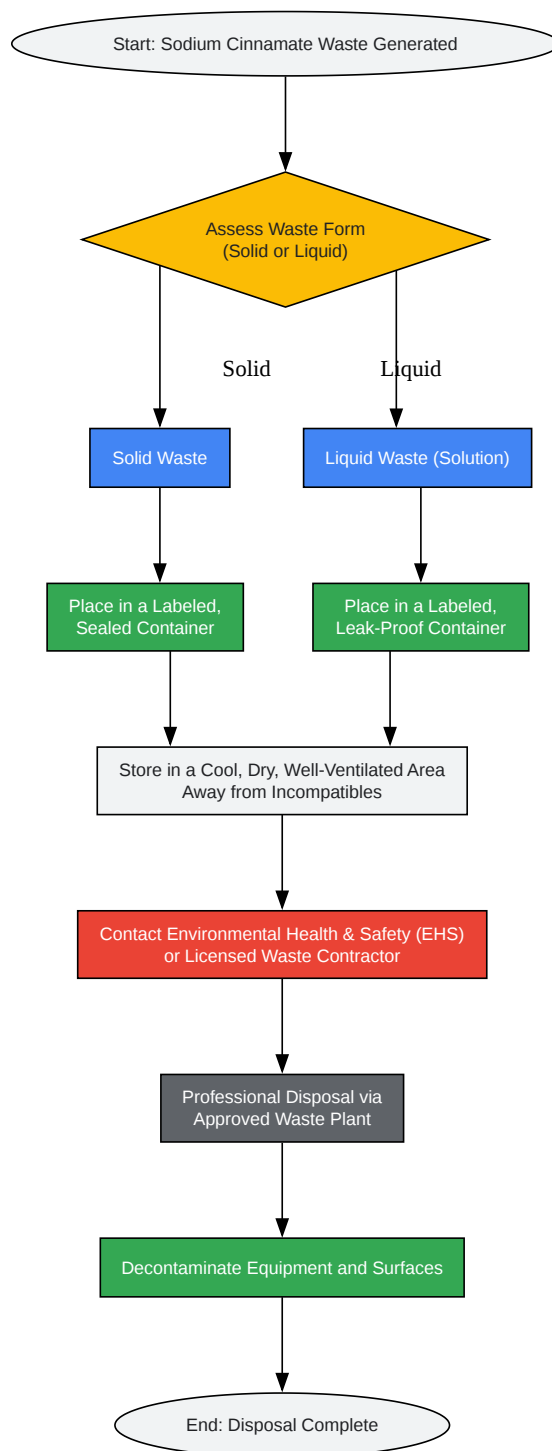 Start: Sodium Cinnamate Waste Generated
Assess Waste Form
(Solid or Liquid)
Solid
Liquid
Solid Waste
Liquid Waste (Solution)
Place in a Labeled,
Sealed Container
Place in a Labeled,
Leak-Proof Container
Store in a Cool, Dry, Well-Ventilated Area
Away from Incompatibles
Contact Environmental Health & Safety (EHS)
or Licensed Waste Contractor
Professional Disposal via
Approved Waste Plant
Decontaminate Equipment and Surfaces
End: Disposal Complete